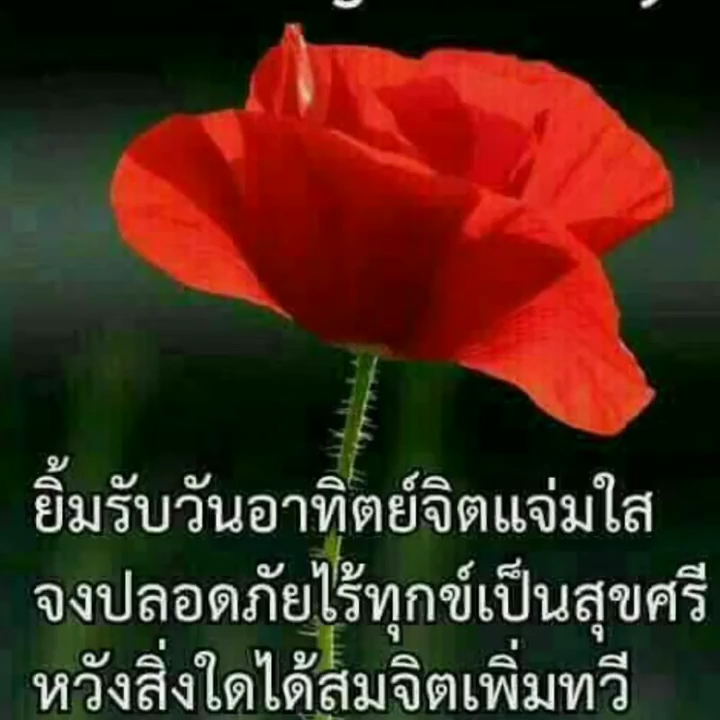 ยิ้มรับวันอาทิตย์จิตแจ่มใส
จงปลอดภัยไร้ทุกข์เป็นสุขศรี
หวังสิ่งใดได้สมจิตเพิ่มทวี